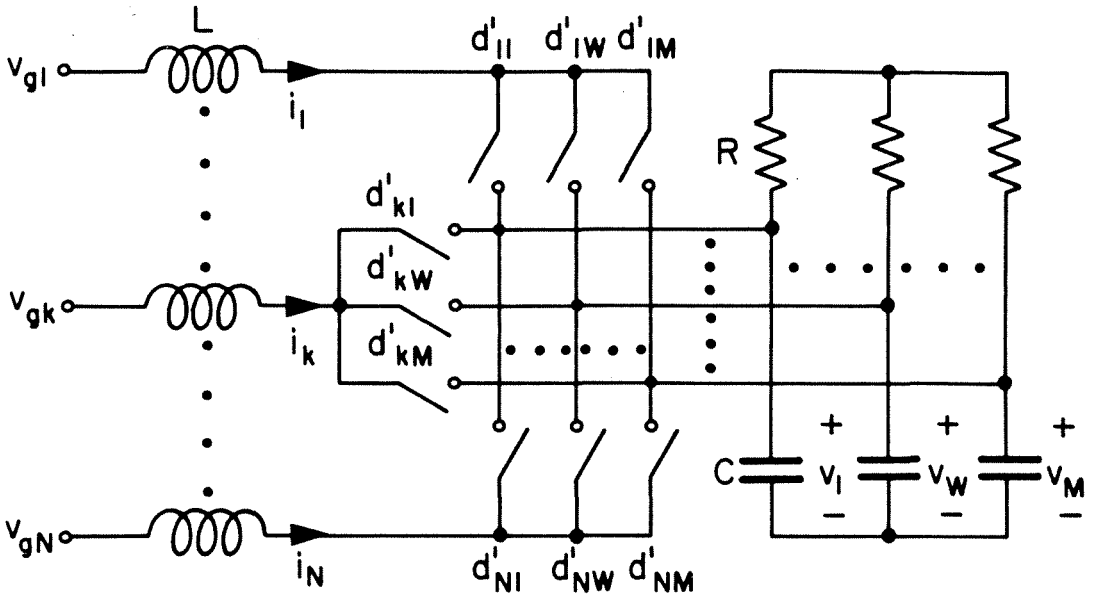 L
d'11 d'1W d'1M
vg1
i1
R
d'k1
d'kW
vgk
ik
d'kM
+ + +
C v1 vW vM
− − −
vgN
iN
d'N1 d'NW d'NM